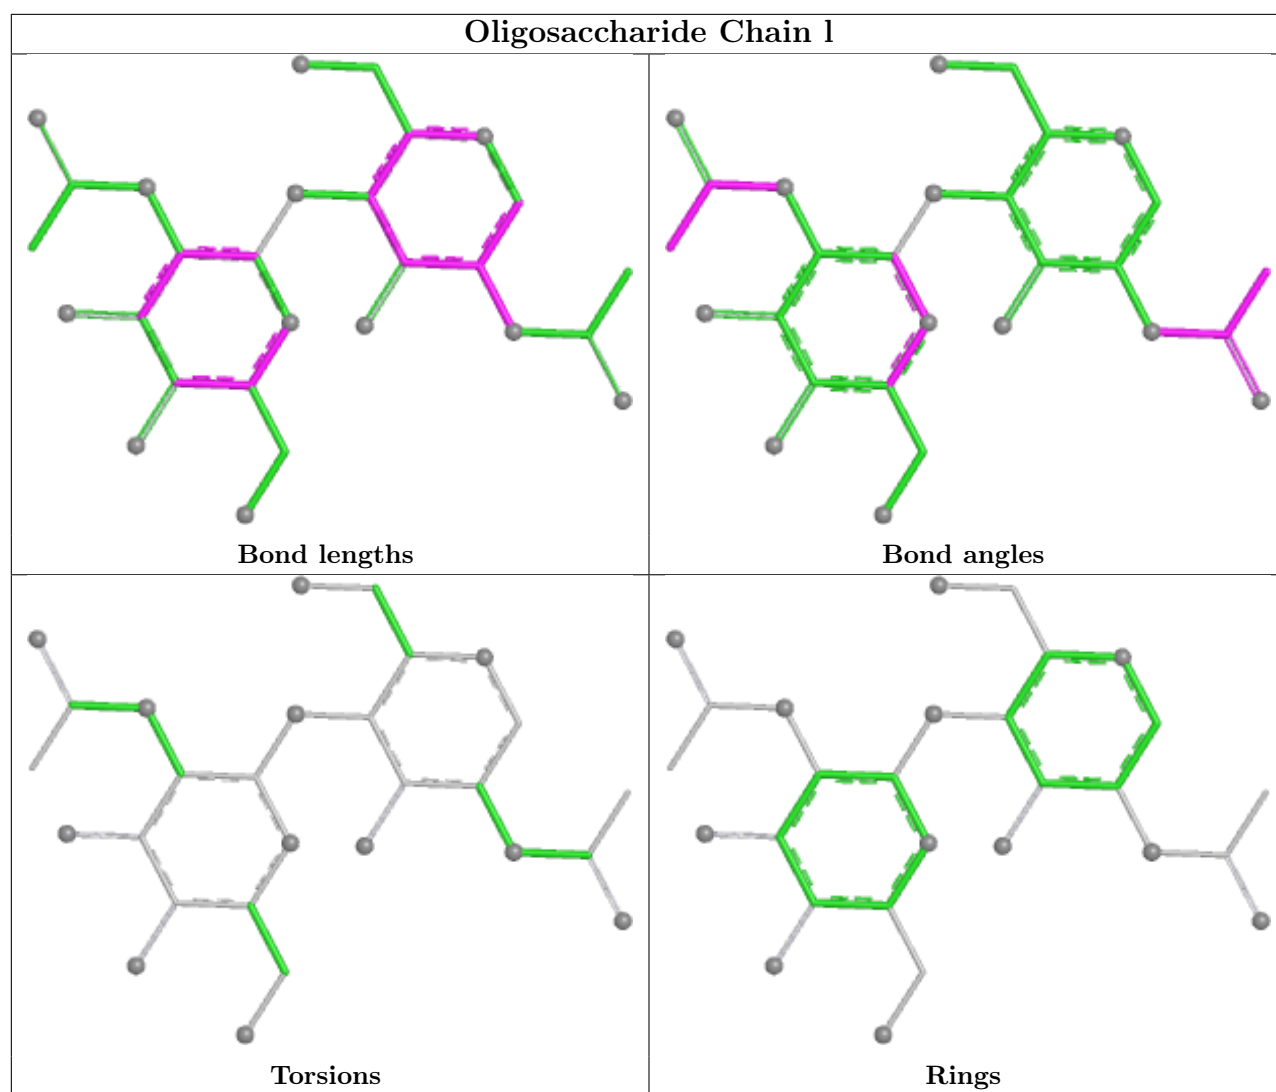 Oligosaccharide Chain l
Bond lengths
Bond angles
Torsions
Rings